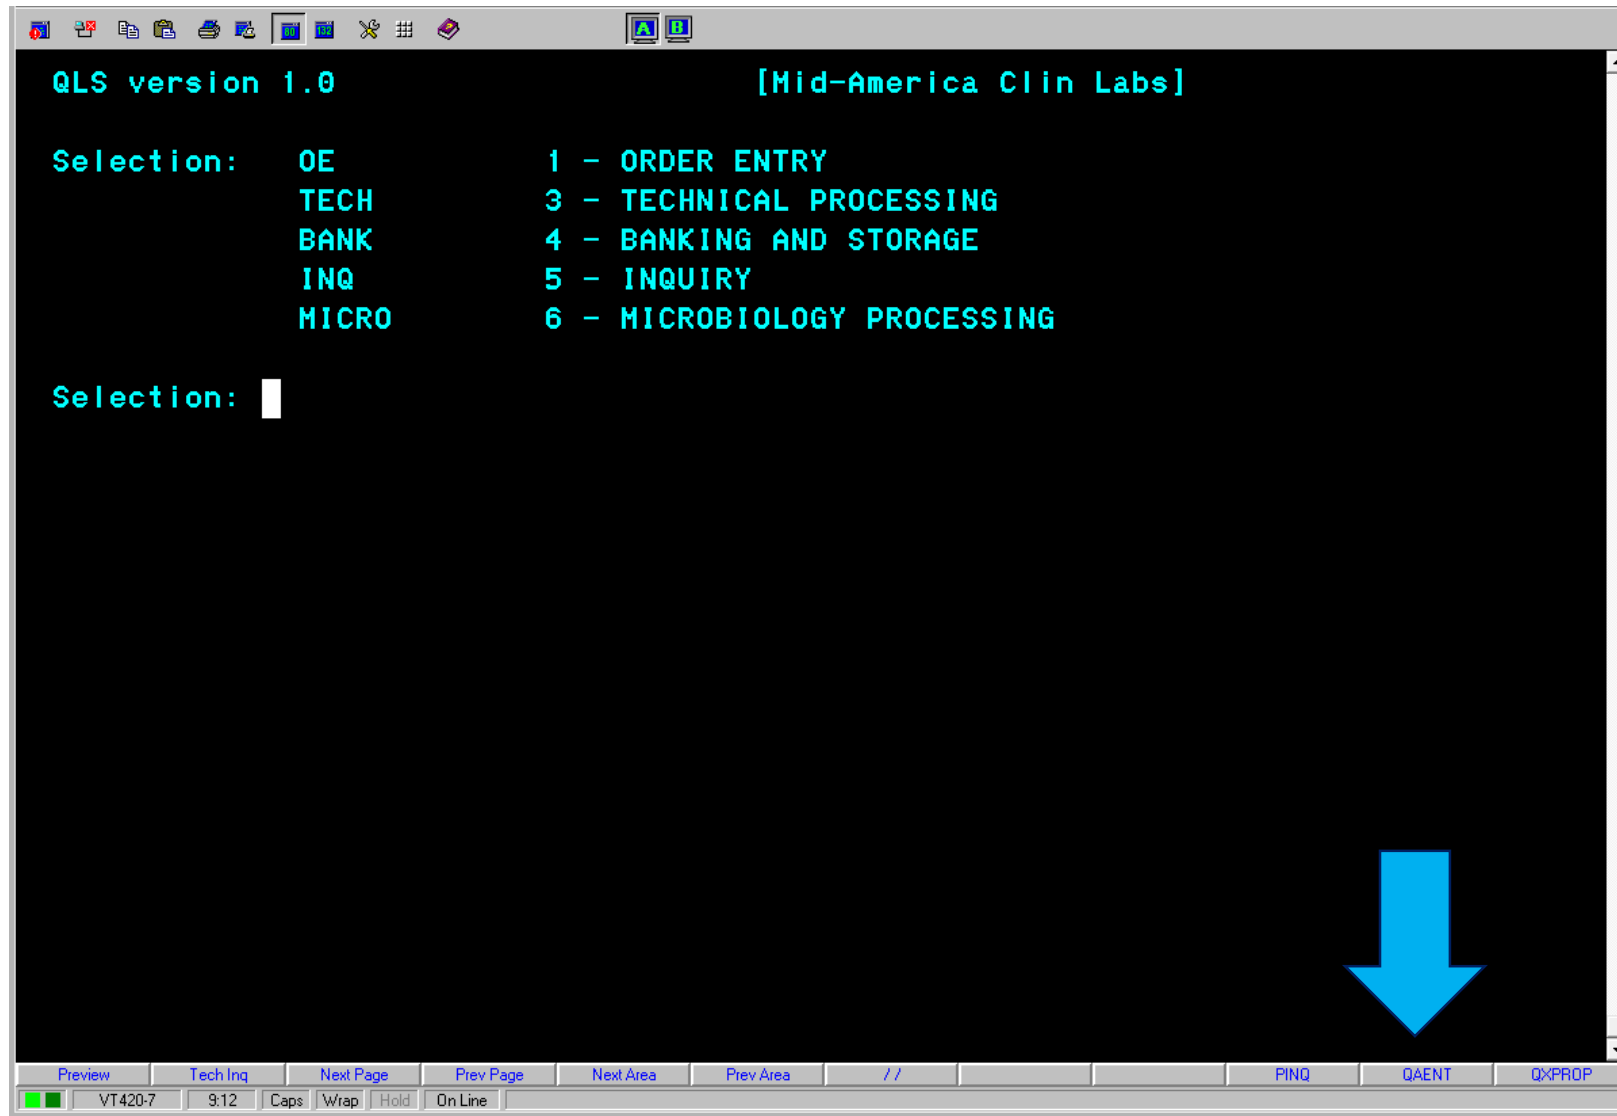 80 132 A B
QLS version 1.0 [Mid-America Clin Labs]
Selection: OE 1 - ORDER ENTRY
TECH 3 - TECHNICAL PROCESSING
BANK 4 - BANKING AND STORAGE
INQ 5 - INQUIRY
MICRO 6 - MICROBIOLOGY PROCESSING
Selection:
Preview Tech Inq Next Page Prev Page Next Area Prev Area // PINQ QAENT QXPROP
VT420-7 9:12 Caps Wrap Hold On Line